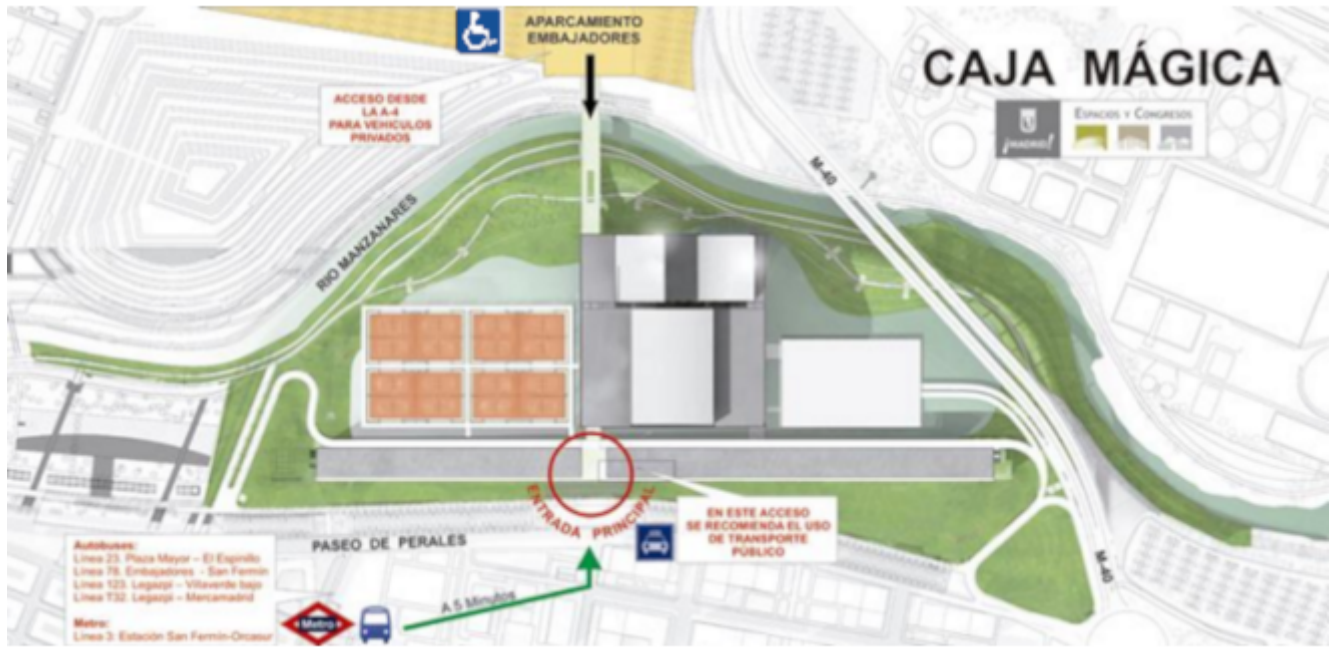 APARCAMIENTO
EMBAJADORES
CAJA MÁGICA
¡MADRID!
ESPACIOS Y CONGRESOS
ACCESO DESDE
LA A-4
PARA VEHICULOS
PRIVADOS
M-40
RIO MANZANARES
ENTRADA PRINCIPAL
EN ESTE ACCESO
SE RECOMIENDA EL USO
DE TRANSPORTE
PÚBLICO
PASEO DE PERALES
M-40
Autobuses:
Línea 23. Plaza Mayor – El Espinillo
Línea 78. Embajadores - San Fermín
Línea 123. Legazpi – Villaverde bajo
Línea T32. Legazpi – Mercamadrid
Metro:
Línea 3: Estación San Fermín-Orcasur
Metro
A 5 Minutos